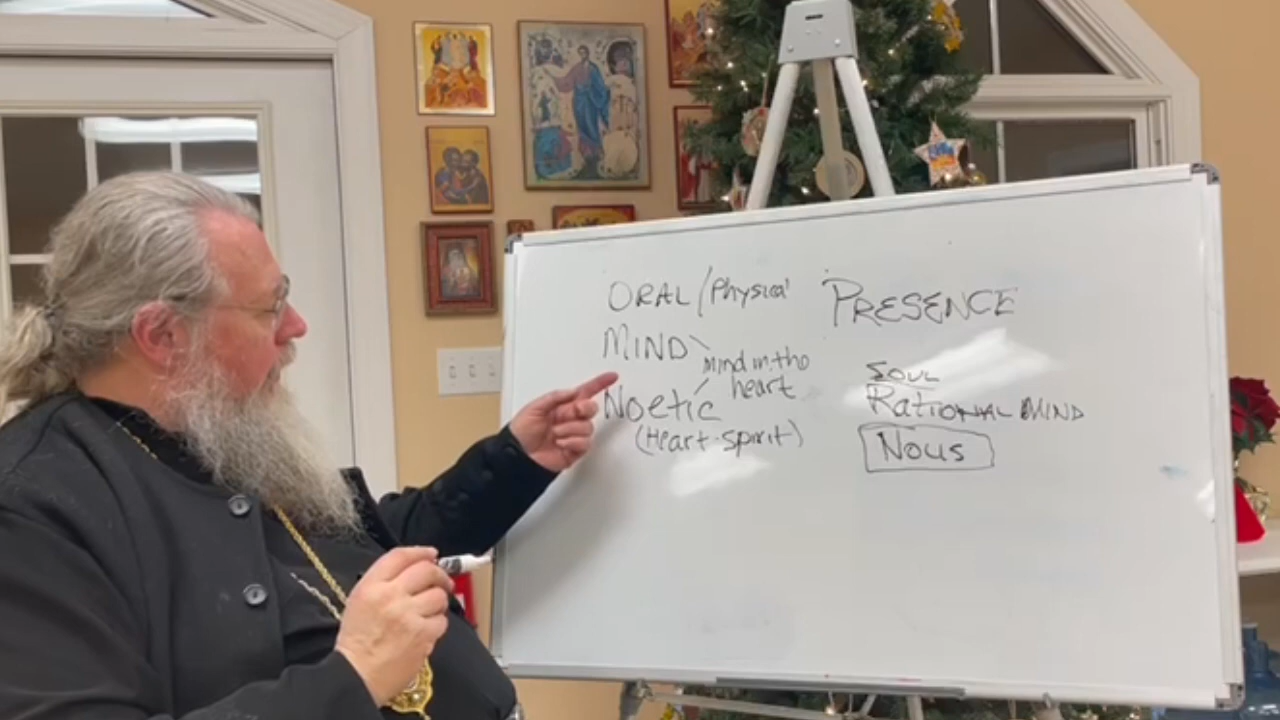 ORAL/Physical PRESENCE
MIND mind in the heart
Noetic
(Heart-spirit)
SOUL
RATIONAL MIND
Nous